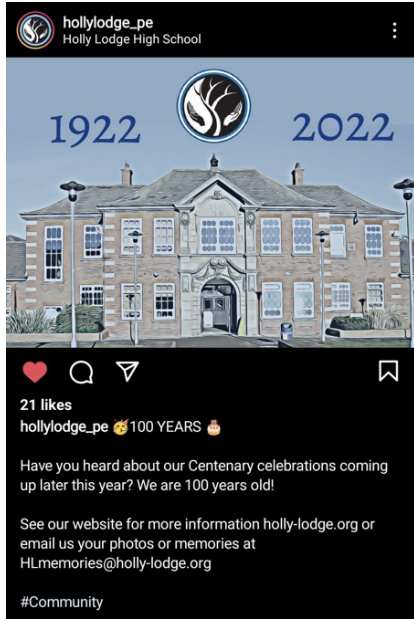 hollylodge_pe
Holly Lodge High School
1922 2022
21 likes
hollylodge_pe 🥳100 YEARS 🎂
Have you heard about our Centenary celebrations coming
up later this year? We are 100 years old!
See our website for more information holly-lodge.org or
email us your photos or memories at
HLmemories@holly-lodge.org
#Community